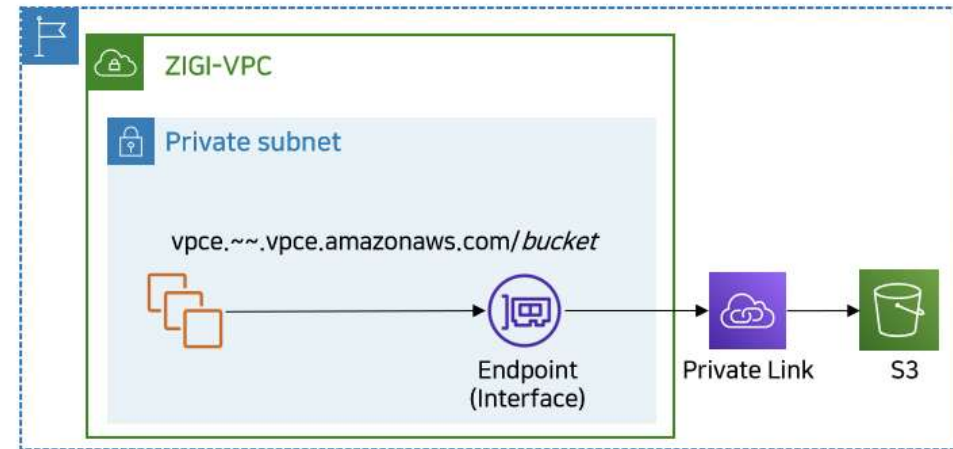 ZIGI-VPC
Private subnet
vpce.~~.vpce.amazonaws.com/bucket
Endpoint
(Interface)
Private Link
S3